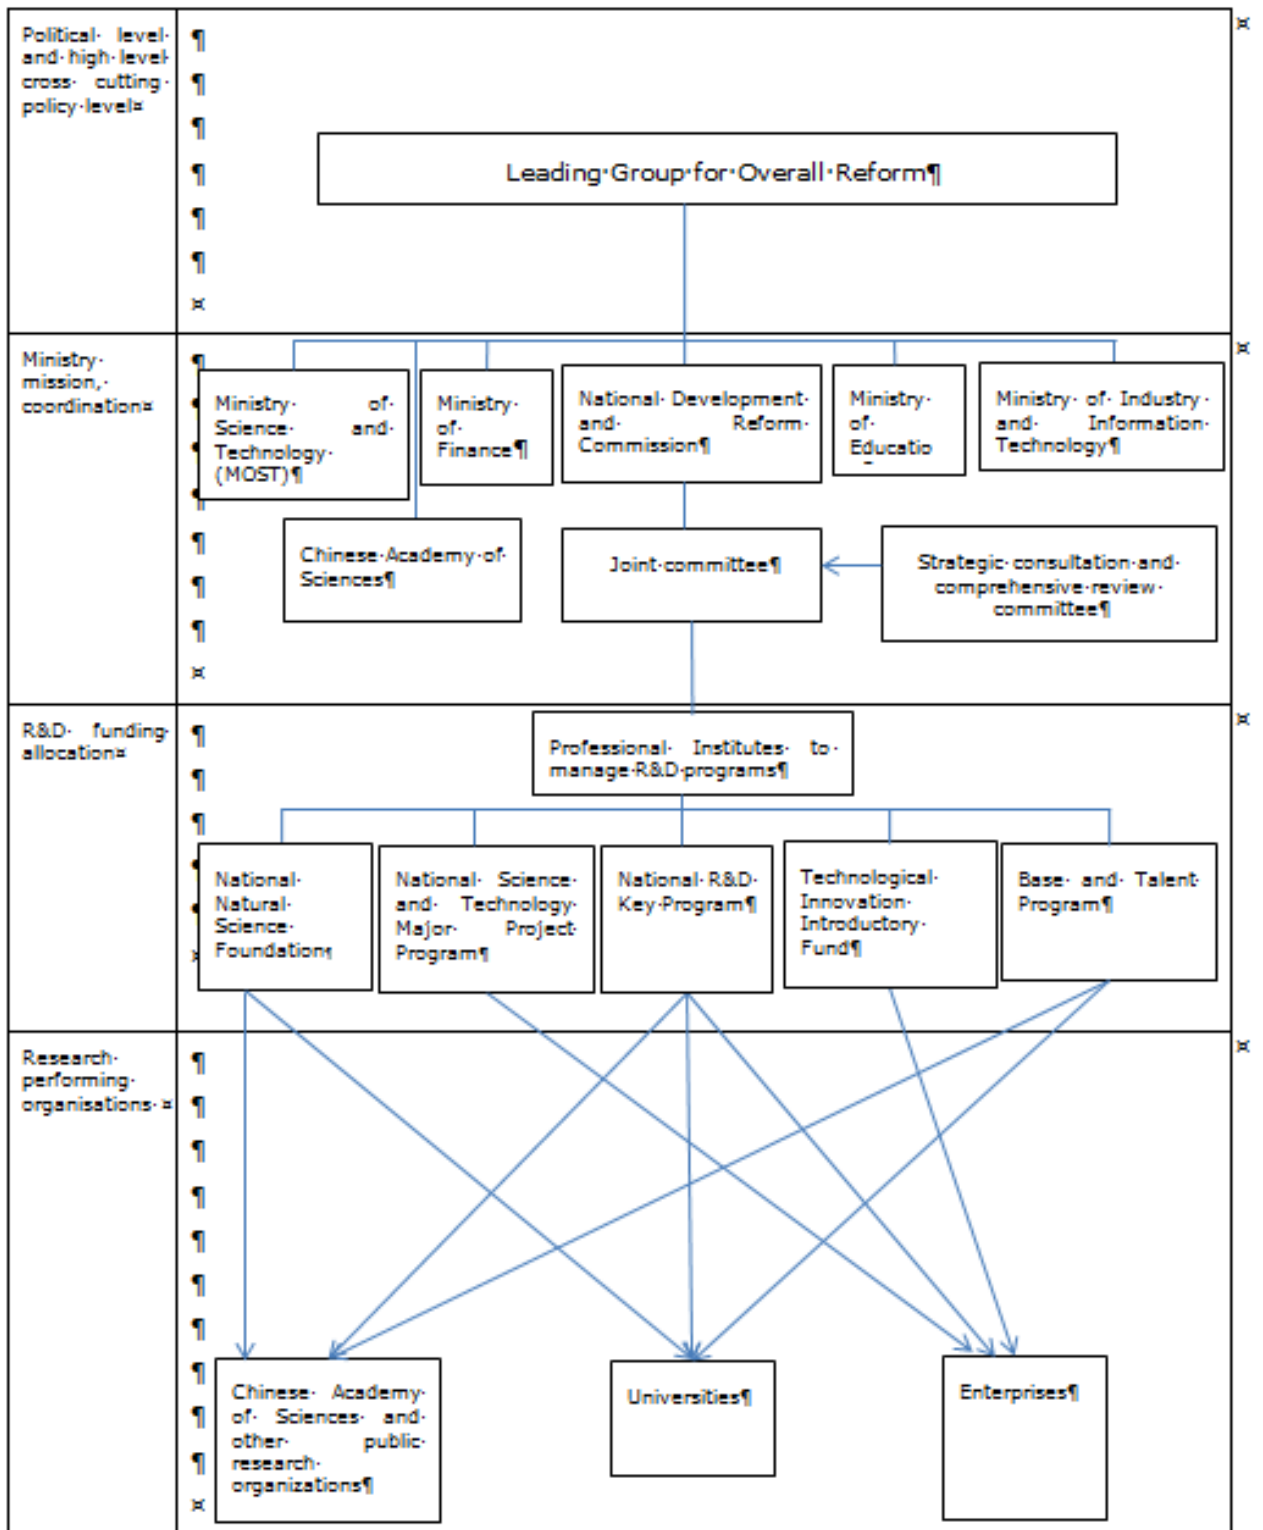 Political level
and high level
cross cutting
policy level¤
¤
¶
¶
¶
¶
¶
¶
¤
Leading·Group·for·Overall·Reform¶
Ministry·
mission,·
coordination¤
¤
¶
¶
¶
¶
¤
Ministry· of·
Science· and·
Technology·
(MOST)¶
Ministry·
of·
Finance¶
National· Development·
and· Reform·
Commission¶
Ministry·
of·
Educatio
Ministry· of· Industry·
and· Information·
Technology¶
Chinese·Academy·of·
Sciences¶
Joint·committee¶
Strategic·consultation·and·
comprehensive·review·
committee¶
R&D· funding·
allocation¤
¤
¶
¶
¶
Professional· Institutes· to·
manage·R&D·programs¶
National·
Natural·
Science·
Foundation¶
National· Science·
and· Technology·
Major· Project·
Program¶
National·R&D·
Key·Program¶
Technological·
Innovation·
Introductory·
Fund¶
Base· and· Talent·
Program¶
Research·
performing·
organisations·¤
¤
¶
¶
¶
¶
¶
¶
¶
¶
¶
¶
¤
Chinese· Academy·
of· Sciences· and·
other· public·
research·
organizations¶
Universities¶
Enterprises¶